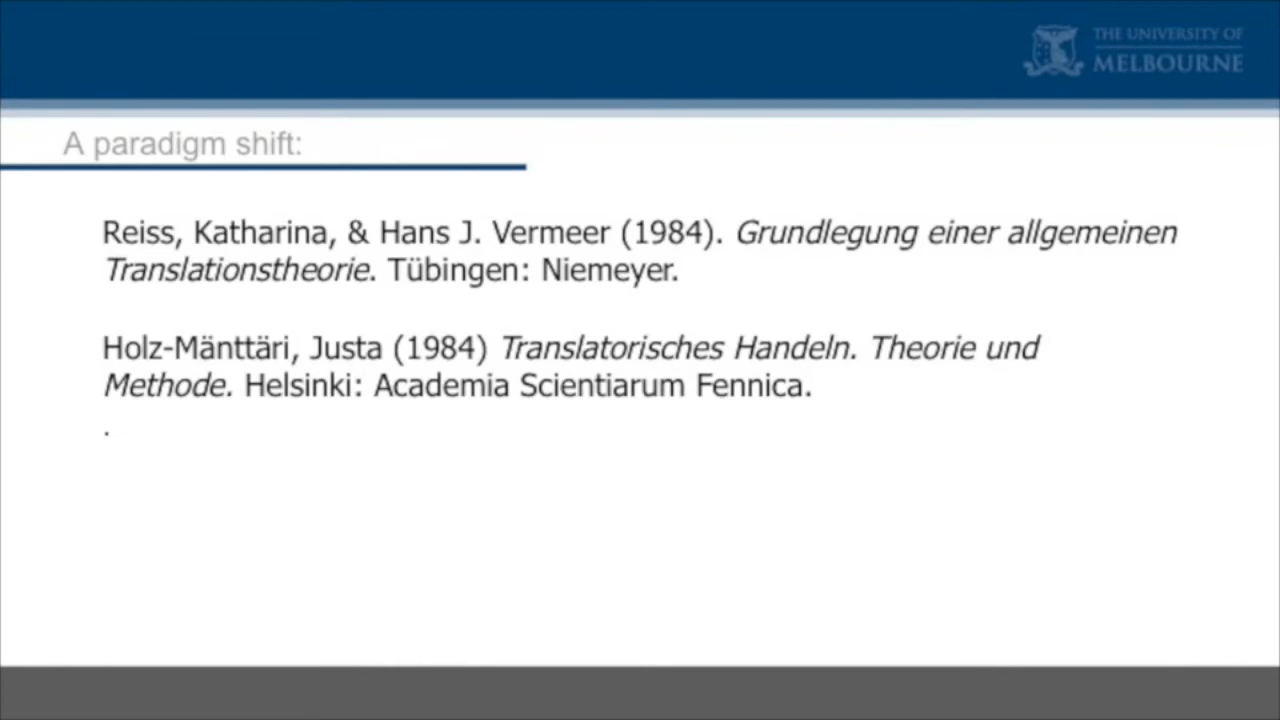 THE UNIVERSITY OF
MELBOURNE
A paradigm shift:
Reiss, Katharina, & Hans J. Vermeer (1984). Grundlegung einer allgemeinen
Translationstheorie. Tübingen: Niemeyer.
Holz-Mänttäri, Justa (1984) Translatorisches Handeln. Theorie und
Methode. Helsinki: Academia Scientiarum Fennica.
.